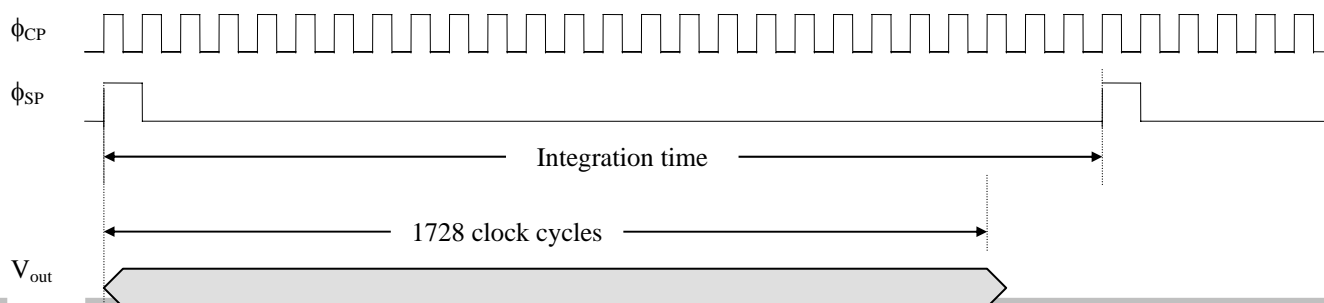 ϕCP
ϕSP
Integration time
1728 clock cycles
Vout